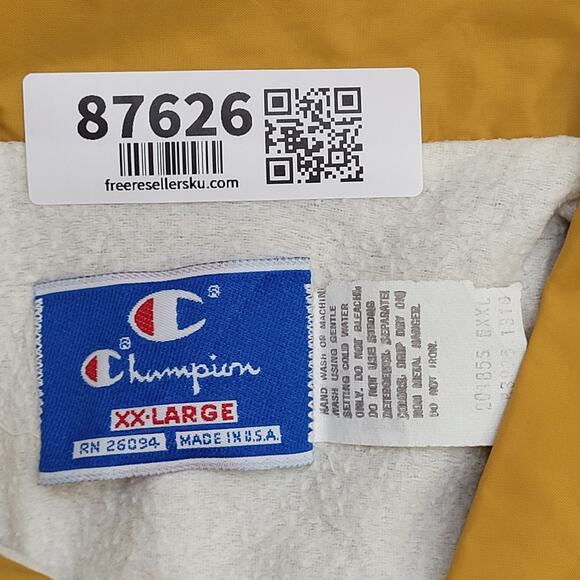 87626
freeresellersku.com
Champion
XX-LARGE
RN 26094
MADE IN U.S.A.
HAND WASH OR MACHINE
WASH USING GENTLE
SETTING COLD WATER
ONLY. DO NOT BLEACH.
DO NOT USE STRONG
DETERGENTS. SEPARATE
COLORS. DRIP DRY ON
NON METAL HANGER.
DO NOT IRON.